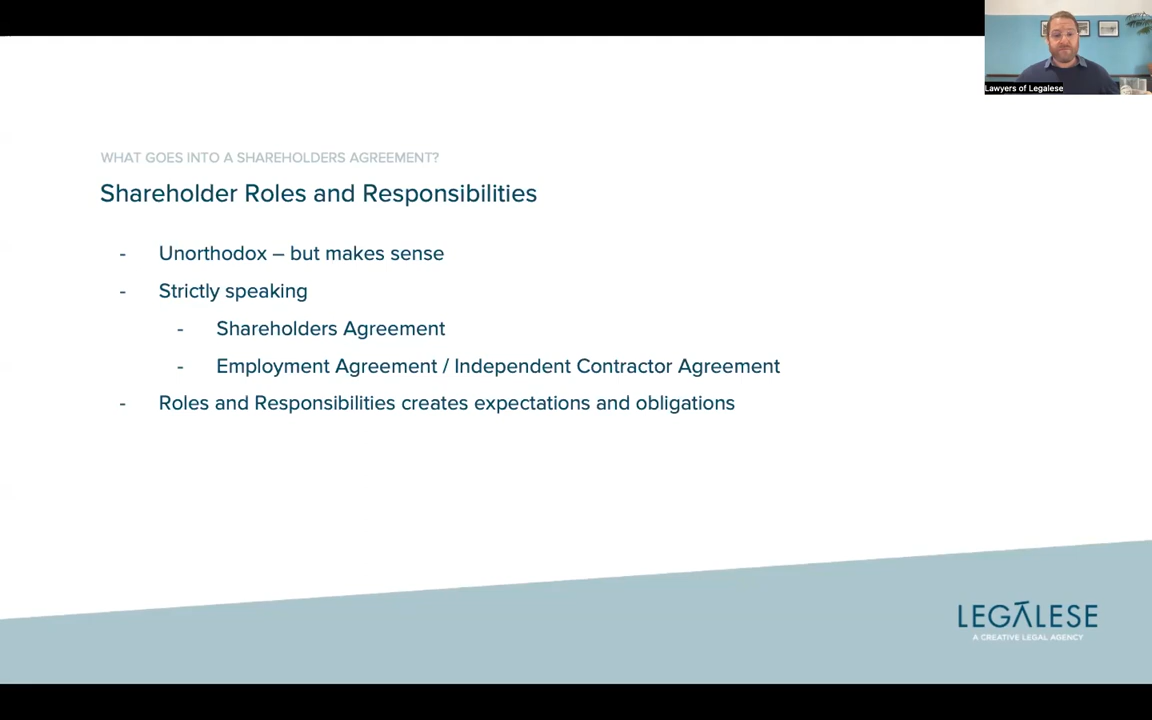 Lawyers of Legalese
WHAT GOES INTO A SHAREHOLDERS AGREEMENT?
Shareholder Roles and Responsibilities
- Unorthodox – but makes sense
- Strictly speaking
- Shareholders Agreement
- Employment Agreement / Independent Contractor Agreement
- Roles and Responsibilities creates expectations and obligations
LEGALESE
A CREATIVE LEGAL AGENCY